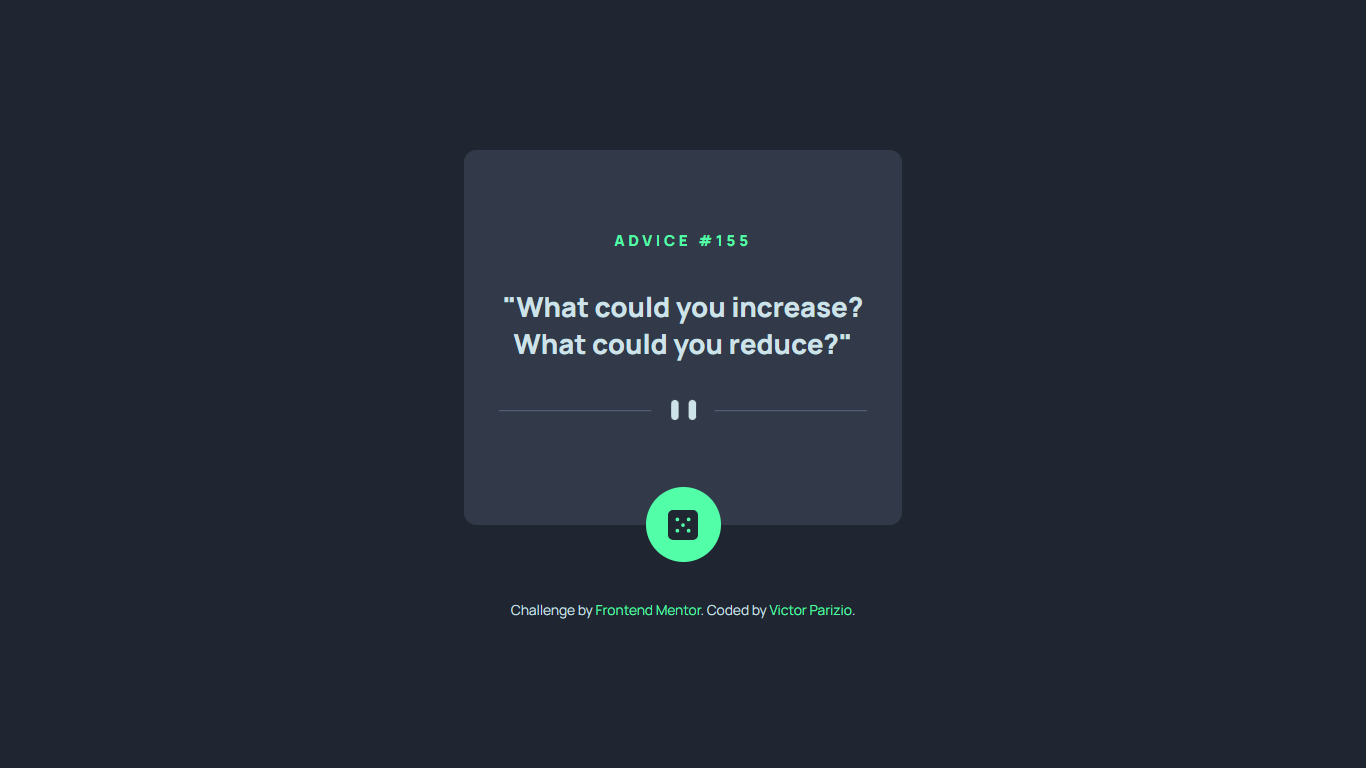 ADVICE #155
"What could you increase?
What could you reduce?"
Challenge by Frontend Mentor. Coded by Victor Parizio.